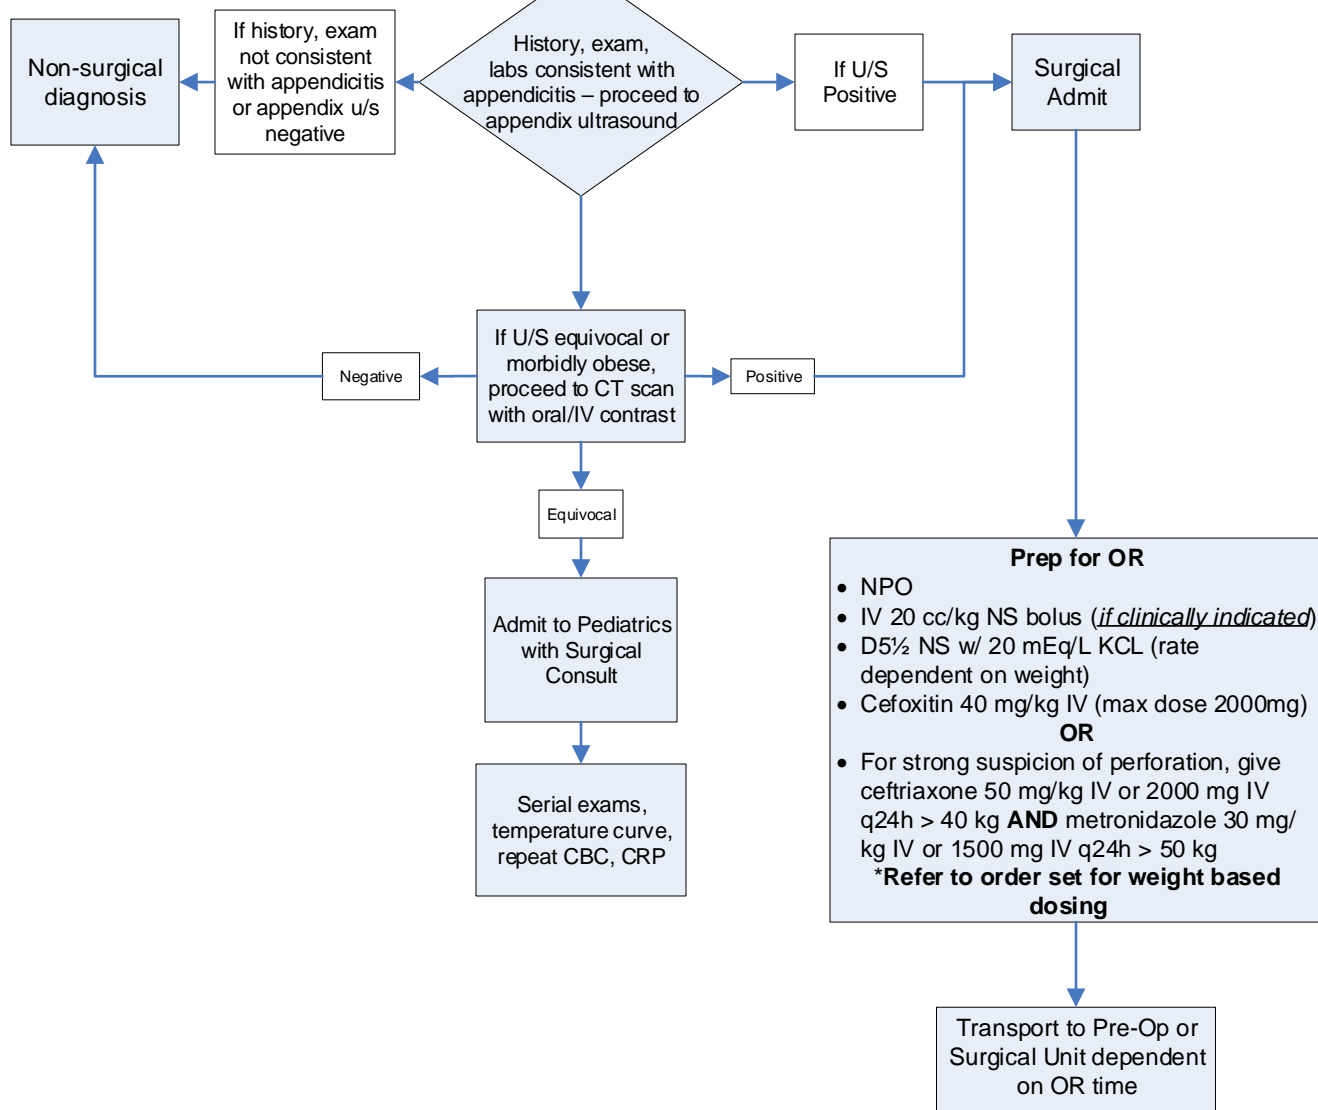 Non-surgical
diagnosis
If history, exam
not consistent
with appendicitis
or appendix u/s
negative
History, exam,
labs consistent with
appendicitis – proceed to
appendix ultrasound
If U/S
Positive
Surgical
Admit
Negative
If U/S equivocal or
morbidly obese,
proceed to CT scan
with oral/IV contrast
Positive
Equivocal
Admit to Pediatrics
with Surgical
Consult
Serial exams,
temperature curve,
repeat CBC, CRP
Prep for OR
• NPO
• IV 20 cc/kg NS bolus (if clinically indicated)
• D5½ NS w/ 20 mEq/L KCL (rate
dependent on weight)
• Cefoxitin 40 mg/kg IV (max dose 2000mg)
OR
• For strong suspicion of perforation, give
ceftriaxone 50 mg/kg IV or 2000 mg IV
q24h > 40 kg AND metronidazole 30 mg/
kg IV or 1500 mg IV q24h > 50 kg
*Refer to order set for weight based
dosing
Transport to Pre-Op or
Surgical Unit dependent
on OR time